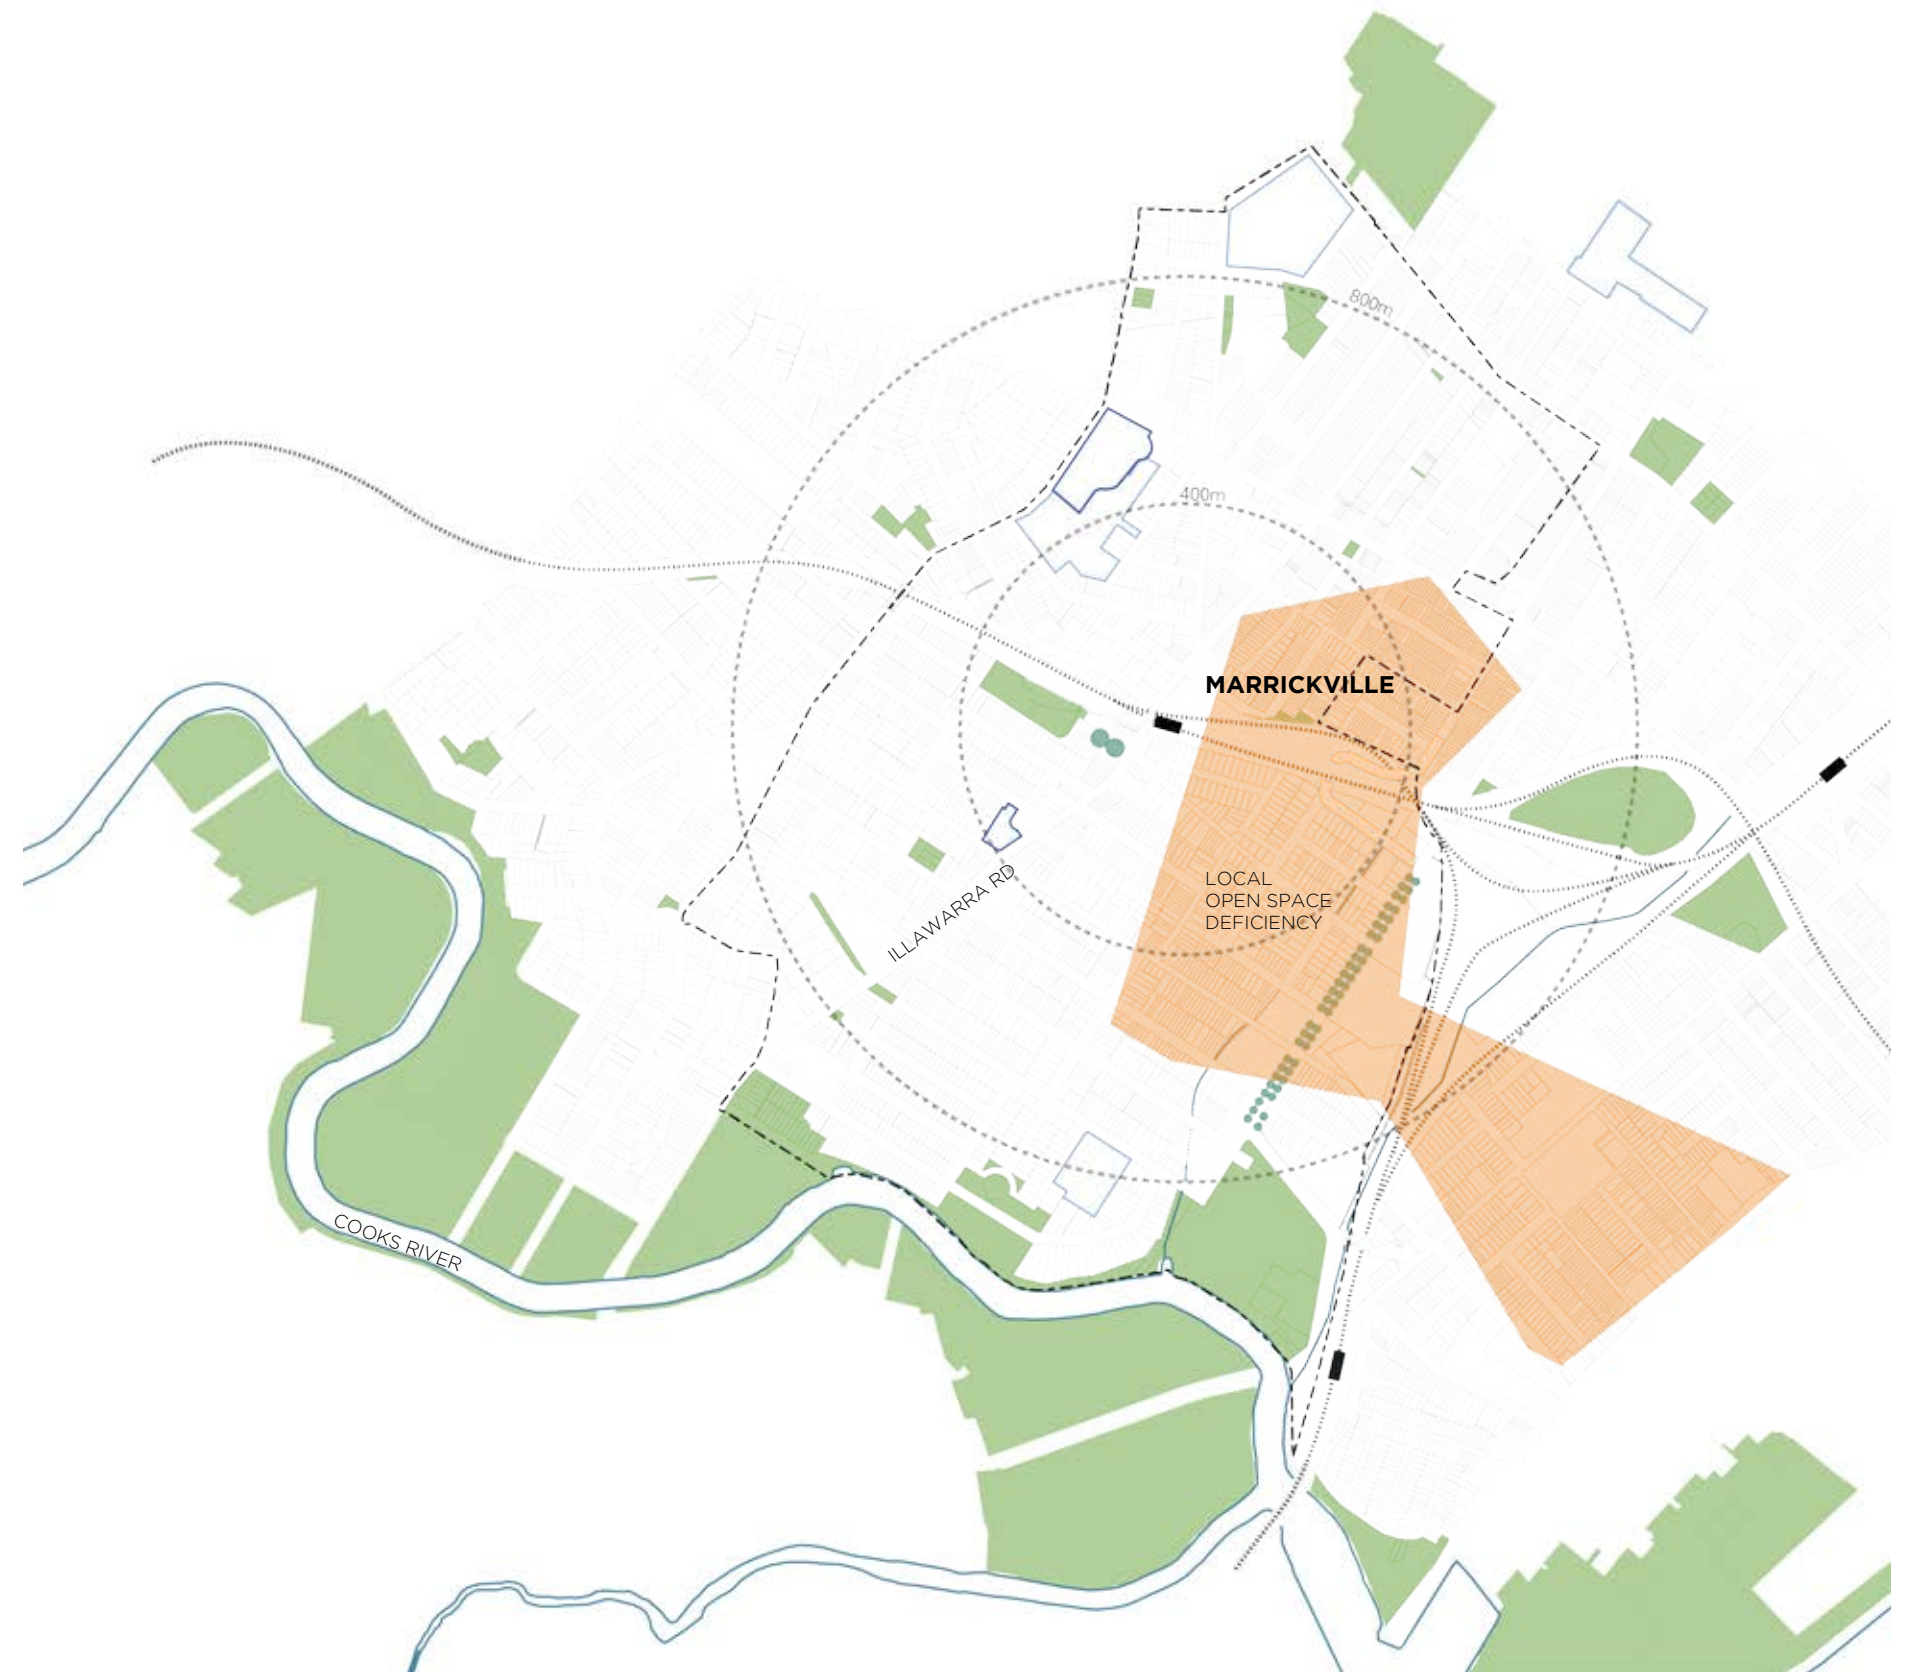 800m
400m
MARRICKVILLE
ILLAWARRA RD
LOCAL
OPEN SPACE
DEFICIENCY
COOKS RIVER